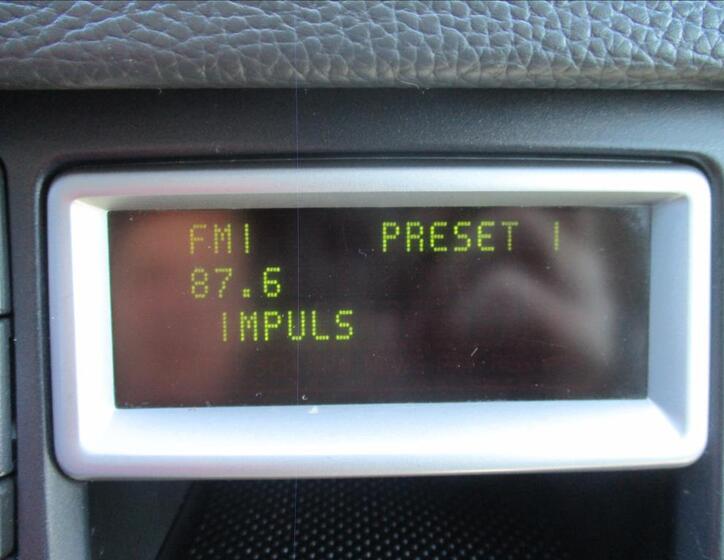 FM1 PRESET 1
87.6
IMPULS